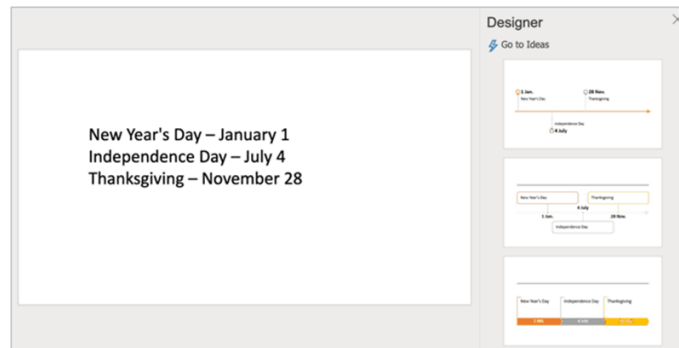 Designer
Go to Ideas
New Year's Day – January 1
Independence Day – July 4
Thanksgiving – November 28
1 Jan.
28 Nov.
New Year's Day
Thanksgiving
Independence Day
4 July
New Year's Day
Thanksgiving
4 July
1 Jan.
28 Nov.
Independence Day
New Year's Day
Independence Day
Thanksgiving